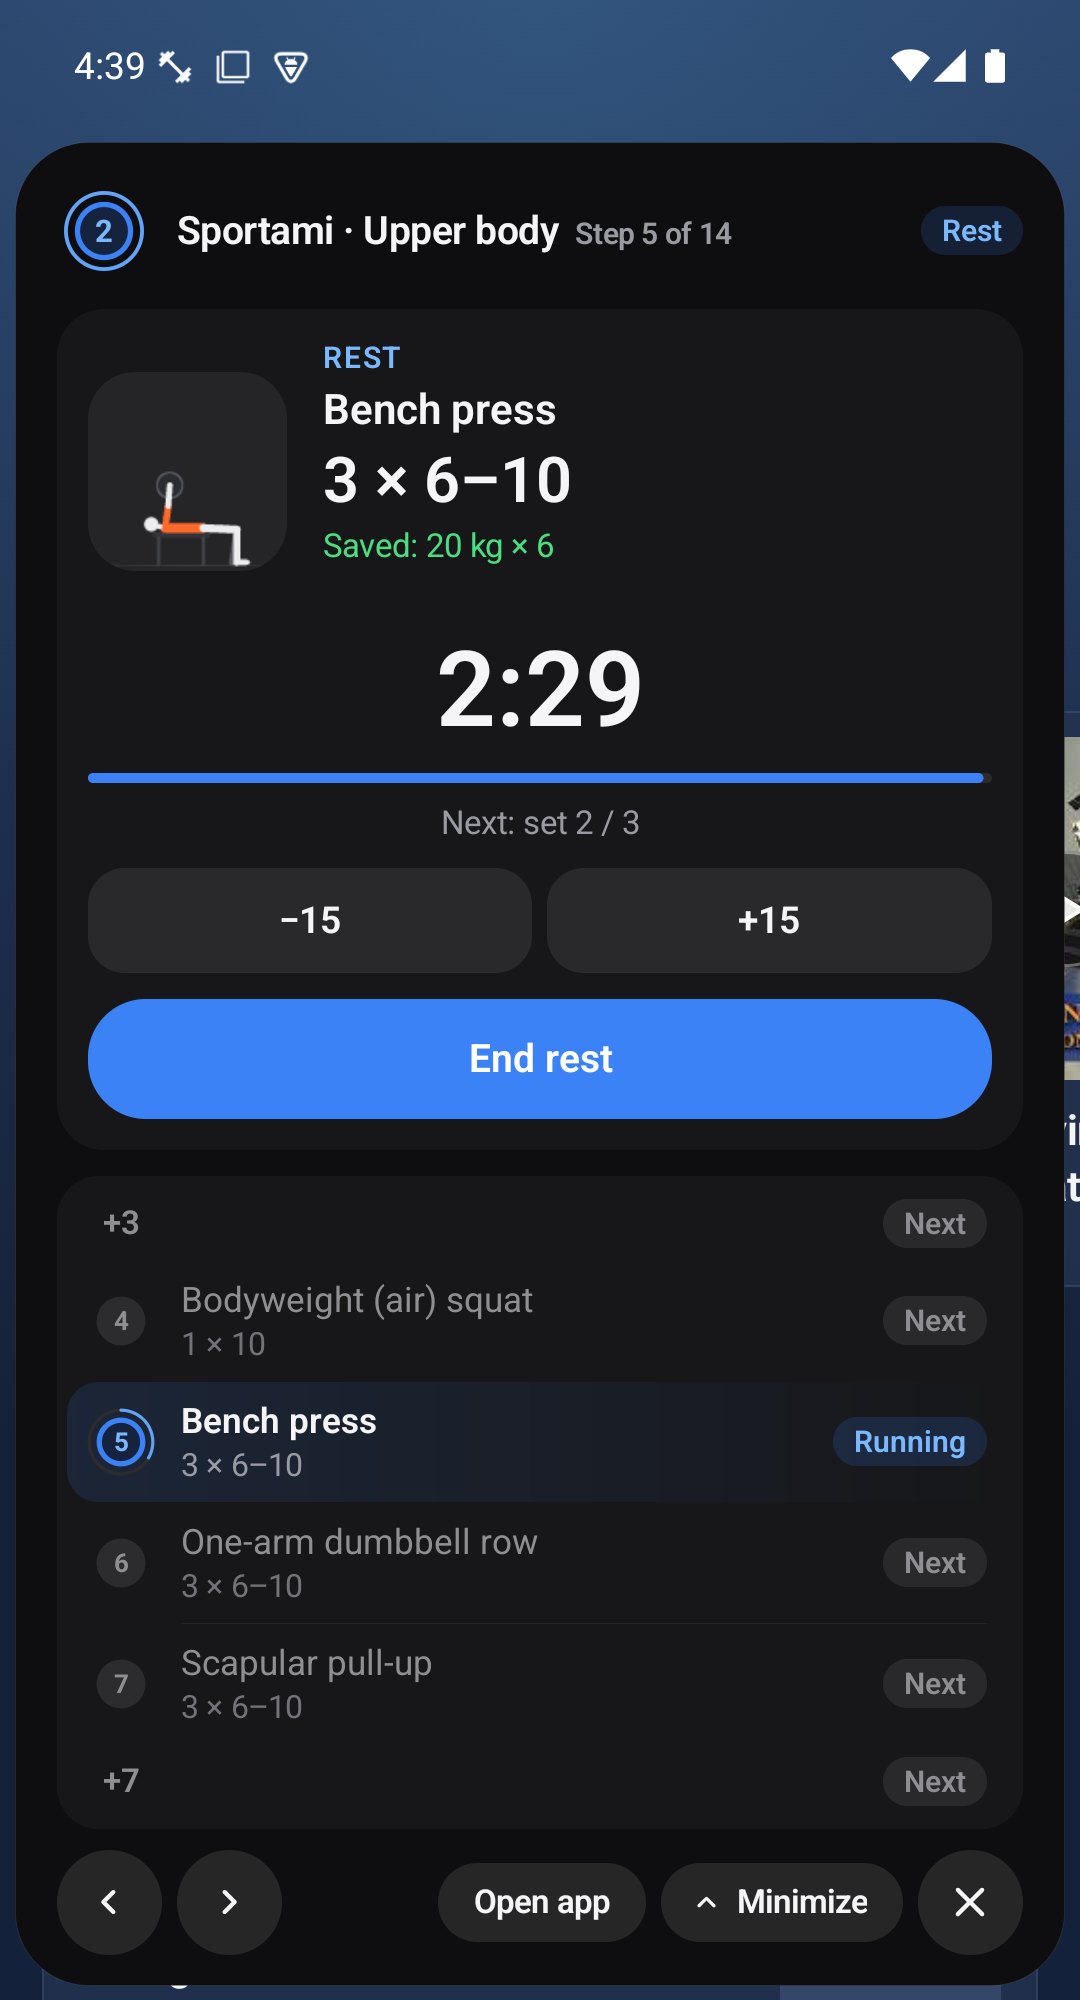 4:39
2
Sportami · Upper body Step 5 of 14
Rest
REST
Bench press
3 × 6–10
Saved: 20 kg × 6
2:29
Next: set 2 / 3
−15
+15
End rest
+3
Next
4
Bodyweight (air) squat
1 × 10
Next
5
Bench press
3 × 6–10
Running
6
One-arm dumbbell row
3 × 6–10
Next
7
Scapular pull-up
3 × 6–10
Next
+7
Next
Open app
Minimize